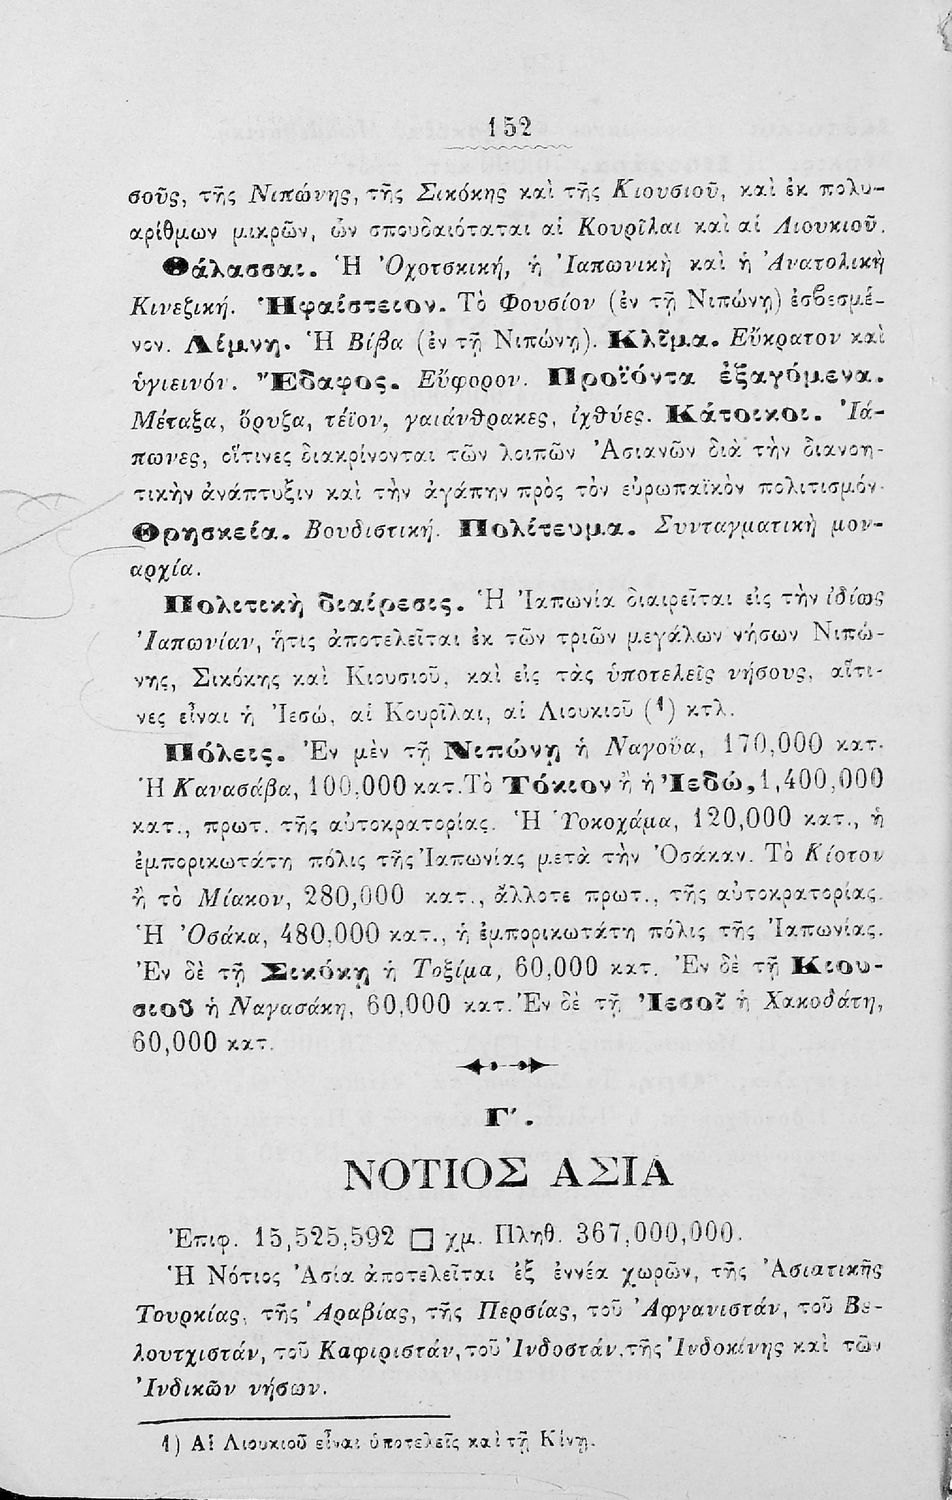 152
σοῦς, τῆς Νιπώνης, τῆς Σικόκης καὶ τῆς Κιουσιοῦ, καὶ ἐκ πολυ-
αρίθμων μικρῶν, ὧν σπουδαιόταται αἱ Κουρῖλαι καὶ αἱ Λιουκιοῦ.
Θάλασσαι. Ἡ Ὀχοτσκική, ἡ Ἰαπωνικὴ καὶ ἡ Ἀνατολικὴ
Κινεζική. Ἡφαίστειον. Τὸ Φουσίον (ἐν τῇ Νιπώνῃ) ἐσβεσμέ-
νον. Λίμνη. Ἡ Βίβα (ἐν τῇ Νιπώνῃ). Κλῖμα. Εὔκρατον καὶ
ὑγιεινόν. Ἔδαφος. Εὔφορον. Προϊόντα ἐξαγόμενα.
Μέταξα, ὄρυζα, τέϊον, γαιάνθρακες, ἰχθύες. Κάτοικοι. Ἰά-
πωνες, οἵτινες διακρίνονται τῶν λοιπῶν Ἀσιανῶν διὰ τὴν διανοη-
τικὴν ἀνάπτυξιν καὶ τὴν ἀγάπην πρὸς τὸν εὐρωπαϊκὸν πολιτισμόν.
Θρησκεία. Βουδιστική. Πολίτευμα. Συνταγματικὴ μον-
αρχία.
Πολιτικὴ διαίρεσις. Ἡ Ἰαπωνία διαιρεῖται εἰς τὴν ἰδίως
Ἰαπωνίαν, ἥτις ἀποτελεῖται ἐκ τῶν τριῶν μεγάλων νήσων Νιπώ-
νης, Σικόκης καὶ Κιουσιοῦ, καὶ εἰς τὰς ὑποτελεῖς νήσους, αἵτι-
νες εἶναι ἡ Ἰεσώ, αἱ Κουρῖλαι, αἱ Λιουκιοῦ (1) κτλ.
Πόλεις. Ἐν μὲν τῇ Νιπώνῃ ἡ Ναγούα, 170,000 κατ.
Ἡ Κανασάβα, 100,000 κατ. Τὸ Τόκιον ἢ ἡ Ἰεδώ, 1,400,000
κατ., πρωτ. τῆς αὐτοκρατορίας. Ἡ Ὑοκοχάμα, 120,000 κατ., ἡ
ἐμπορικωτάτη πόλις τῆς Ἰαπωνίας μετὰ τὴν Ὀσάκαν. Τὸ Κίοτον
ἢ τὸ Μίακον, 280,000 κατ., ἄλλοτε πρωτ., τῆς αὐτοκρατορίας.
Ἡ Ὀσάκα, 480,000 κατ., ἡ ἐμπορικωτάτη πόλις τῆς Ἰαπωνίας.
Ἐν δὲ τῇ Σικόκῃ ἡ Τοξίμα, 60,000 κατ. Ἐν δὲ τῇ Κιου-
σιοῦ ἡ Ναγασάκη, 60,000 κατ. Ἐν δὲ τῇ Ἰεσοῖ ἡ Χακοδάτη,
60,000 κατ.
Γʹ.
ΝΟΤΙΟΣ ΑΣΙΑ
Ἐπιφ. 15,525,592 □ χμ. Πληθ. 367,000,000.
Ἡ Νότιος Ἀσία ἀποτελεῖται ἐξ ἐννέα χωρῶν, τῆς Ἀσιατικῆς
Τουρκίας, τῆς Ἀραβίας, τῆς Περσίας, τοῦ Ἀφγανιστάν, τοῦ Βε-
λουτχιστάν, τοῦ Καφιριστάν, τοῦ Ἰνδοστάν, τῆς Ἰνδοκίνης καὶ τῶν
Ἰνδικῶν νήσων.
1) Αἱ Λιουκιοῦ εἶναι ὑποτελεῖς καὶ τῇ Κίνῃ.